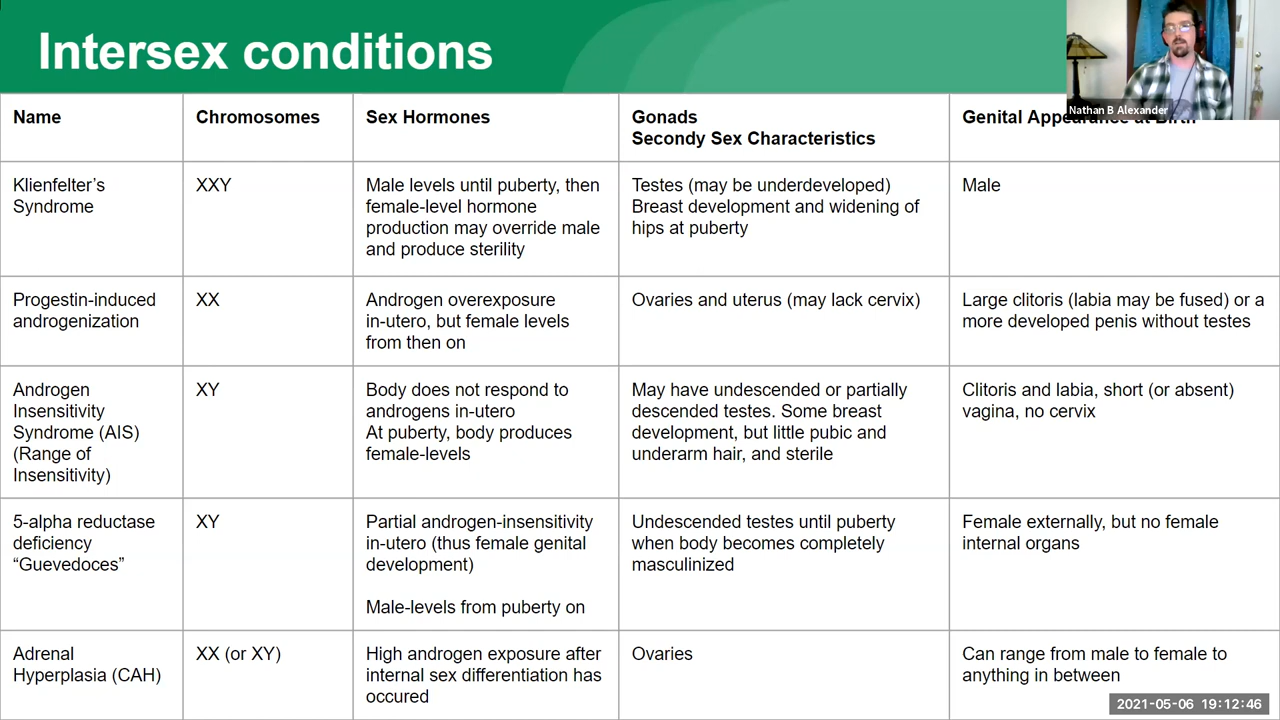 Intersex conditions
Nathan B Alexander
Name
Chromosomes
Sex Hormones
Gonads
Secondy Sex Characteristics
Genital Appearance at Birth
Klienfelter's
Syndrome
XXY
Male levels until puberty, then
female-level hormone
production may override male
and produce sterility
Testes (may be underdeveloped)
Breast development and widening of
hips at puberty
Male
Progestin-induced
androgenization
XX
Androgen overexposure
in-utero, but female levels
from then on
Ovaries and uterus (may lack cervix)
Large clitoris (labia may be fused) or a
more developed penis without testes
Androgen
Insensitivity
Syndrome (AIS)
(Range of
Insensitivity)
XY
Body does not respond to
androgens in-utero
At puberty, body produces
female-levels
May have undescended or partially
descended testes. Some breast
development, but little pubic and
underarm hair, and sterile
Clitoris and labia, short (or absent)
vagina, no cervix
5-alpha reductase
deficiency
“Guevedoces”
XY
Partial androgen-insensitivity
in-utero (thus female genital
development)
Male-levels from puberty on
Undescended testes until puberty
when body becomes completely
masculinized
Female externally, but no female
internal organs
Adrenal
Hyperplasia (CAH)
XX (or XY)
High androgen exposure after
internal sex differentiation has
occured
Ovaries
Can range from male to female to
anything in between
2021-05-06 19:12:46